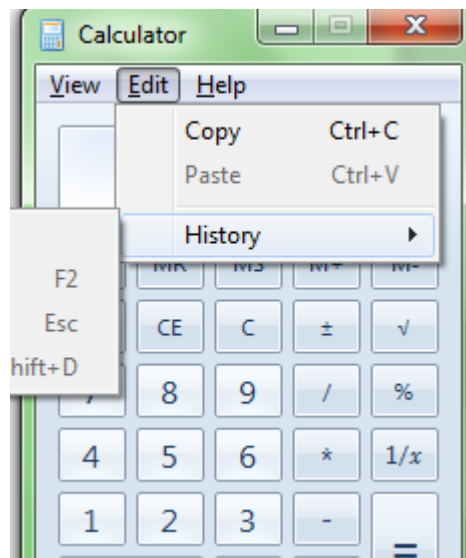 Calculator
View Edit Help
Copy Ctrl+C
Paste Ctrl+V
History
F2
Esc
hift+D
MR MS M+ M-
CE C ± √
7 8 9 / %
4 5 6 * 1/x
1 2 3 - =